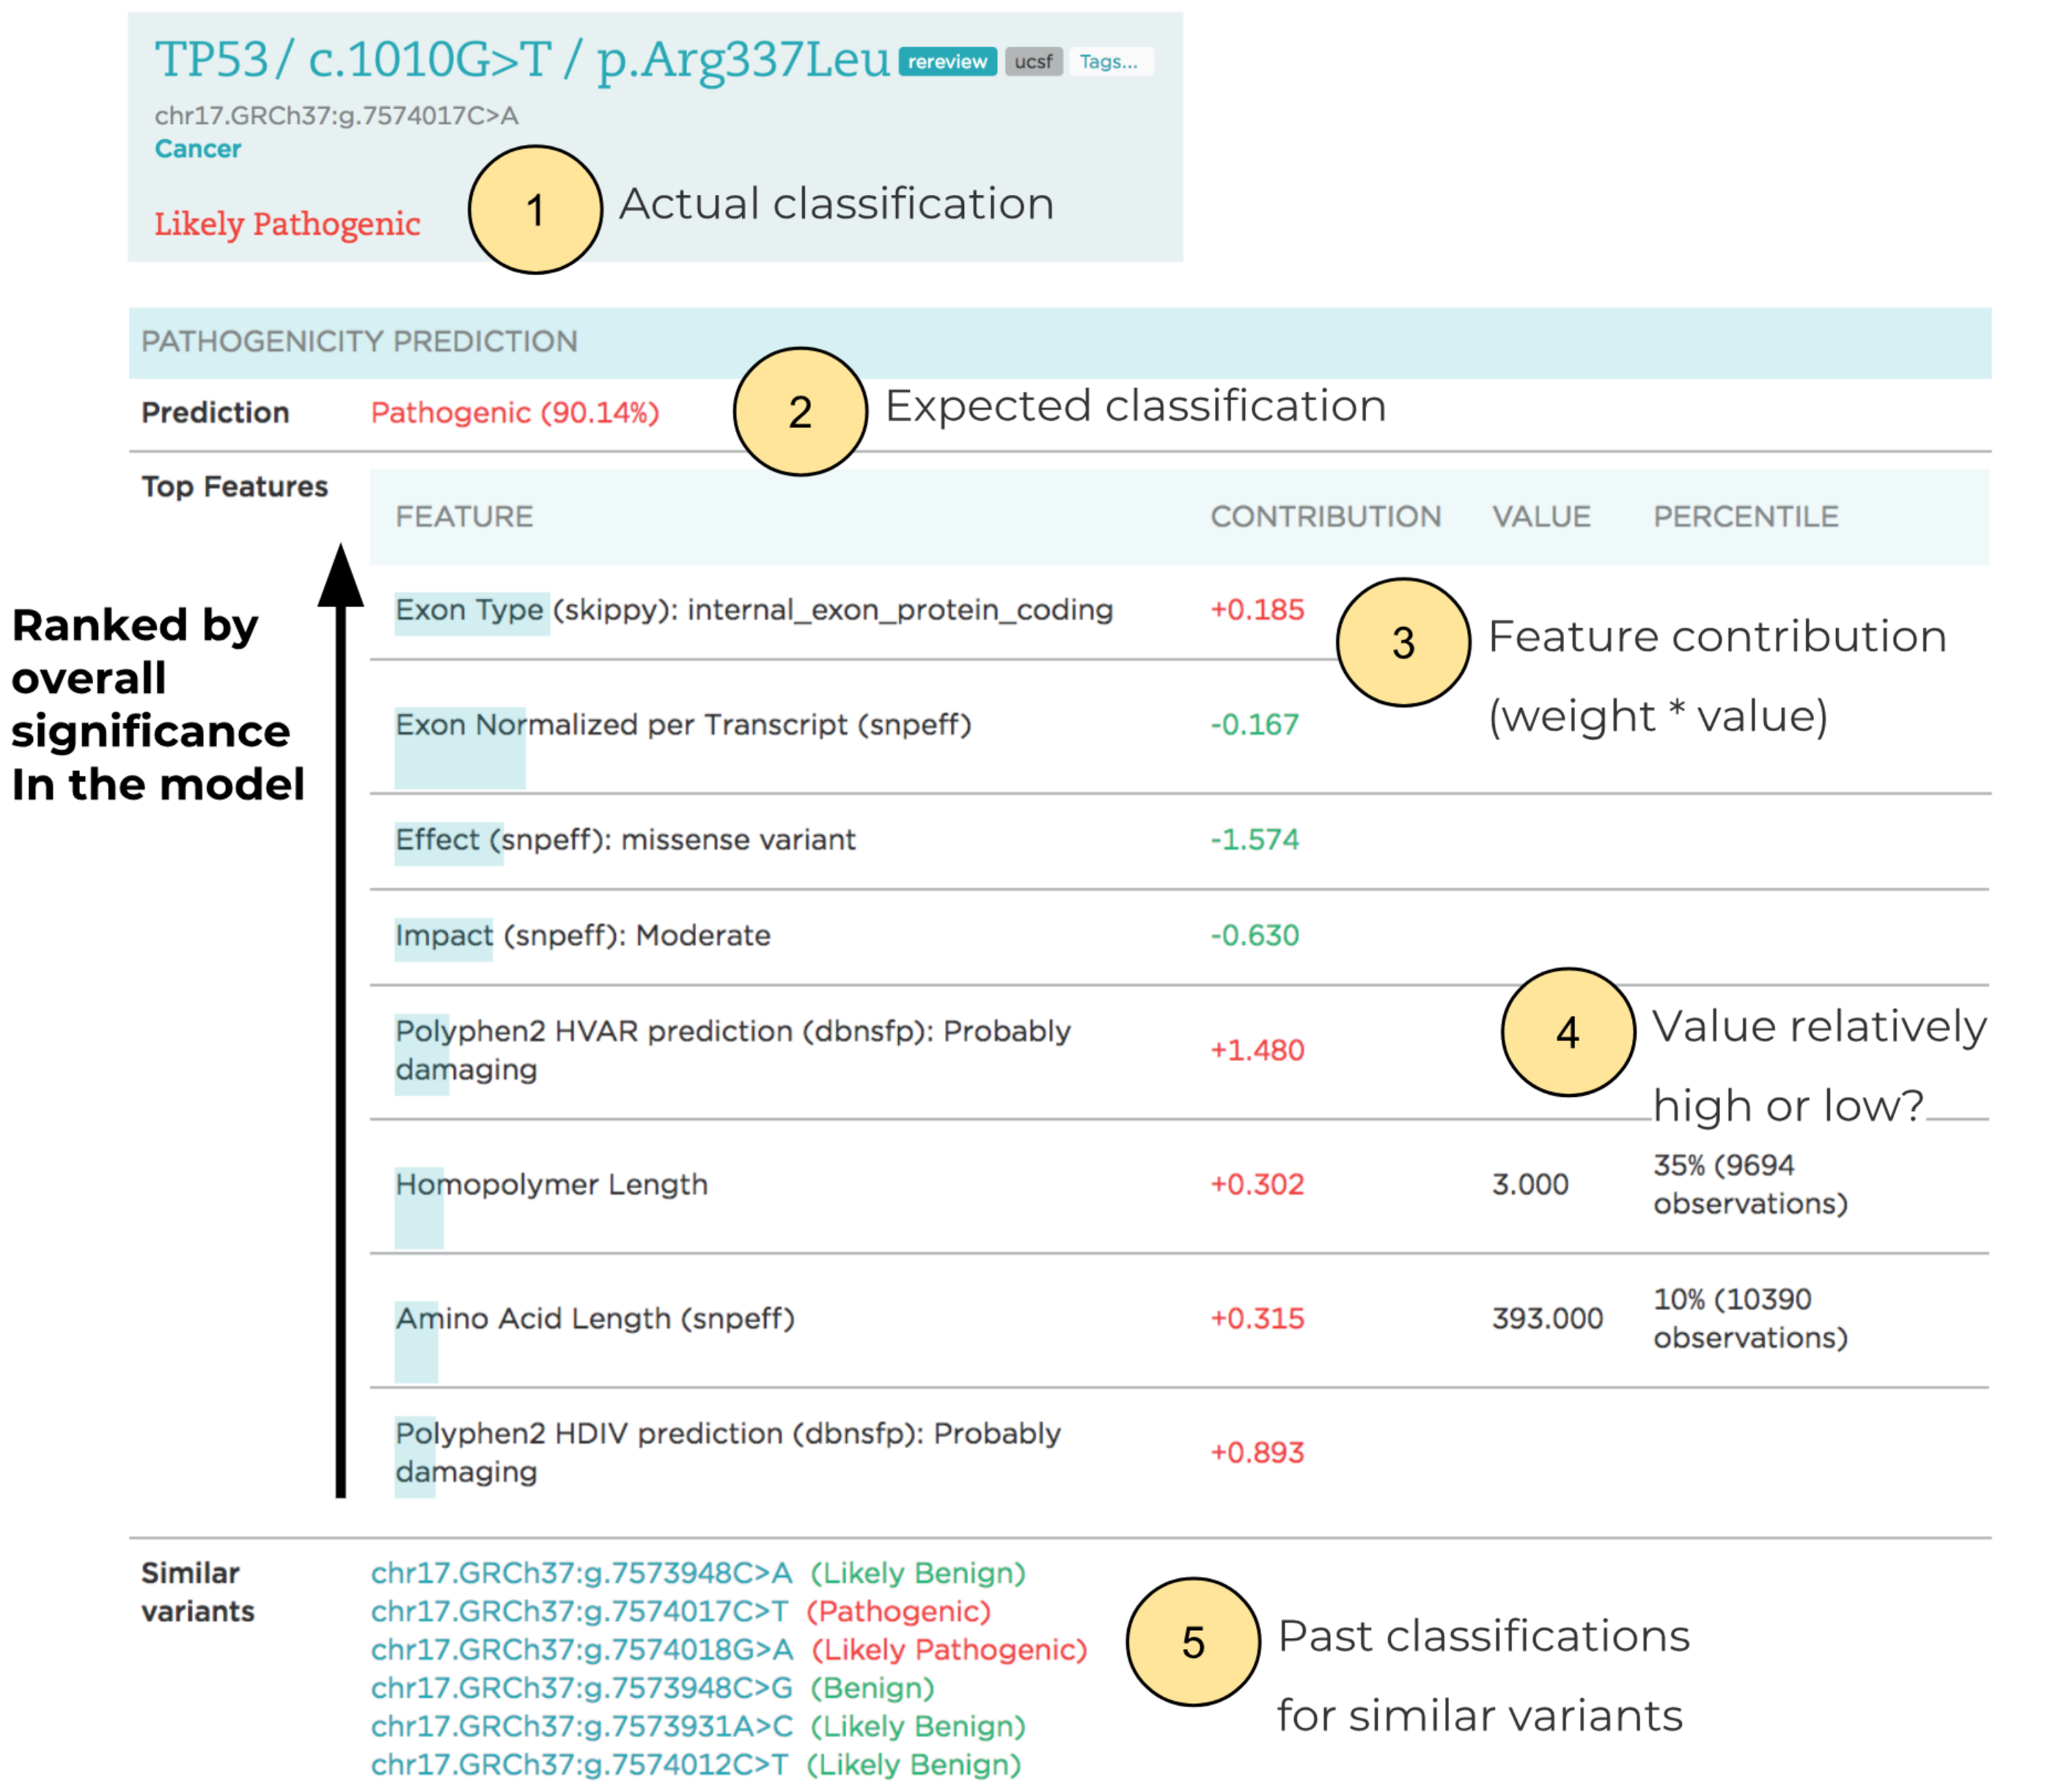 TP53 / c.1010G>T / p.Arg337Leu rereview ucsf Tags...
chr17.GRCh37:g.7574017C>A
Cancer
Likely Pathogenic
1 Actual classification
PATHOGENICITY PREDICTION
Prediction Pathogenic (90.14%)
2 Expected classification
Top Features
FEATURE CONTRIBUTION VALUE PERCENTILE
Ranked by
overall
significance
In the model
Exon Type (skippy): internal_exon_protein_coding +0.185
3 Feature contribution
(weight * value)
Exon Normalized per Transcript (snpeff) -0.167
Effect (snpeff): missense variant -1.574
Impact (snpeff): Moderate -0.630
Polyphen2 HVAR prediction (dbnsfp): Probably
damaging +1.480
4 Value relatively
high or low?
Homopolymer Length +0.302 3.000 35% (9694
observations)
Amino Acid Length (snpeff) +0.315 393.000 10% (10390
observations)
Polyphen2 HDIV prediction (dbnsfp): Probably
damaging +0.893
Similar
variants
chr17.GRCh37:g.7573948C>A (Likely Benign)
chr17.GRCh37:g.7574017C>T (Pathogenic)
chr17.GRCh37:g.7574018G>A (Likely Pathogenic)
chr17.GRCh37:g.7573948C>G (Benign)
chr17.GRCh37:g.7573931A>C (Likely Benign)
chr17.GRCh37:g.7574012C>T (Likely Benign)
5 Past classifications
for similar variants